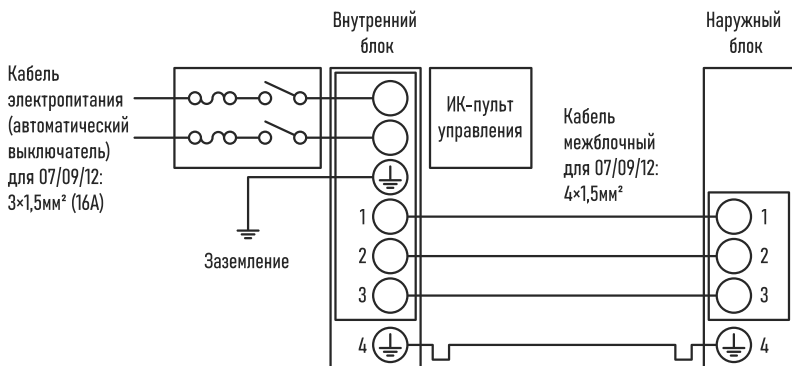 Внутренний
блок
Наружный
блок
Кабель
электропитания
(автоматический
выключатель)
для 07/09/12:
3×1,5мм² (16А)
ИК-пульт
управления
Кабель
межблочный
для 07/09/12:
4×1,5мм²
Заземление
1
2
3
4
1
2
3
4